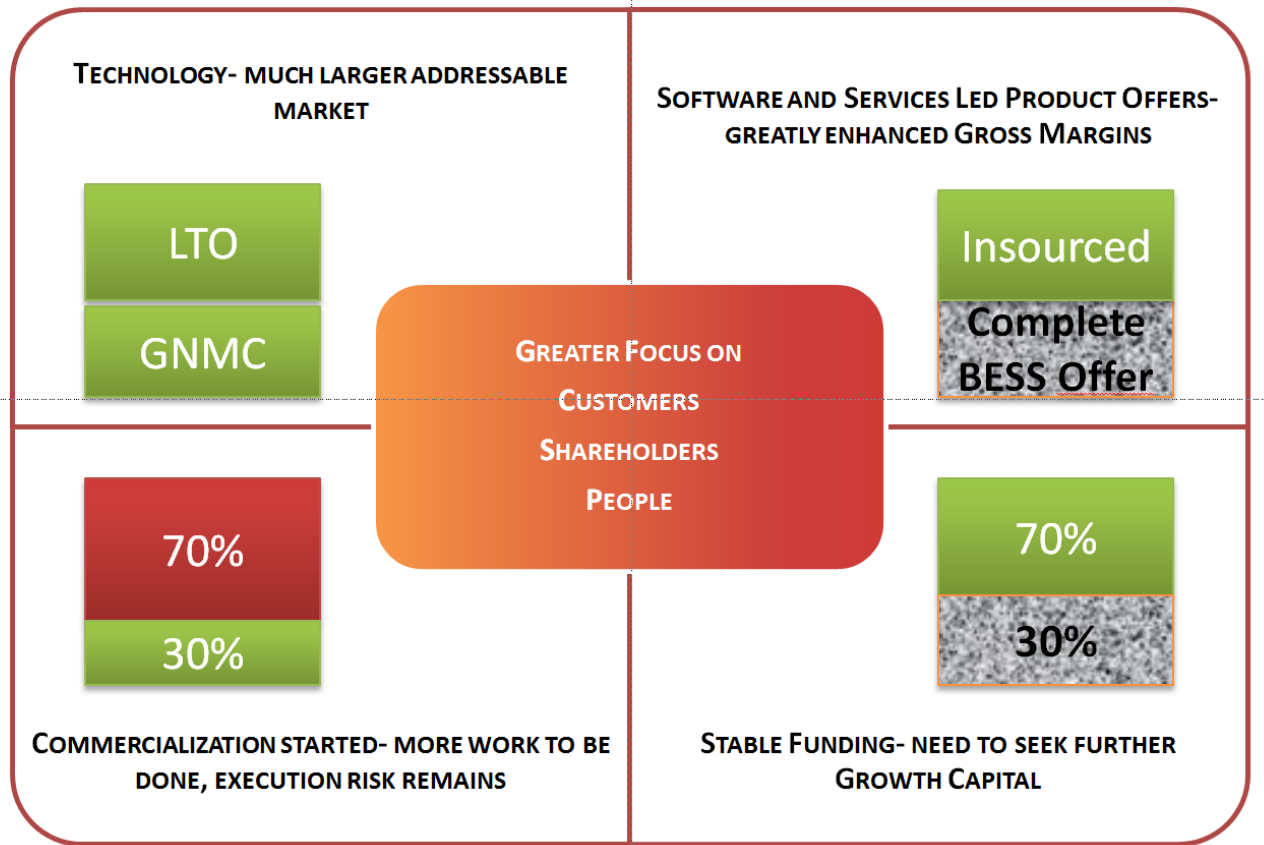 TECHNOLOGY- MUCH LARGER ADDRESSABLE
MARKET
LTO
GNMC
SOFTWARE AND SERVICES LED PRODUCT OFFERS-
GREATLY ENHANCED GROSS MARGINS
Insourced
Complete
BESS Offer
GREATER FOCUS ON
CUSTOMERS
SHAREHOLDERS
PEOPLE
70%
30%
COMMERCIALIZATION STARTED- MORE WORK TO BE
DONE, EXECUTION RISK REMAINS
70%
30%
STABLE FUNDING- NEED TO SEEK FURTHER
GROWTH CAPITAL